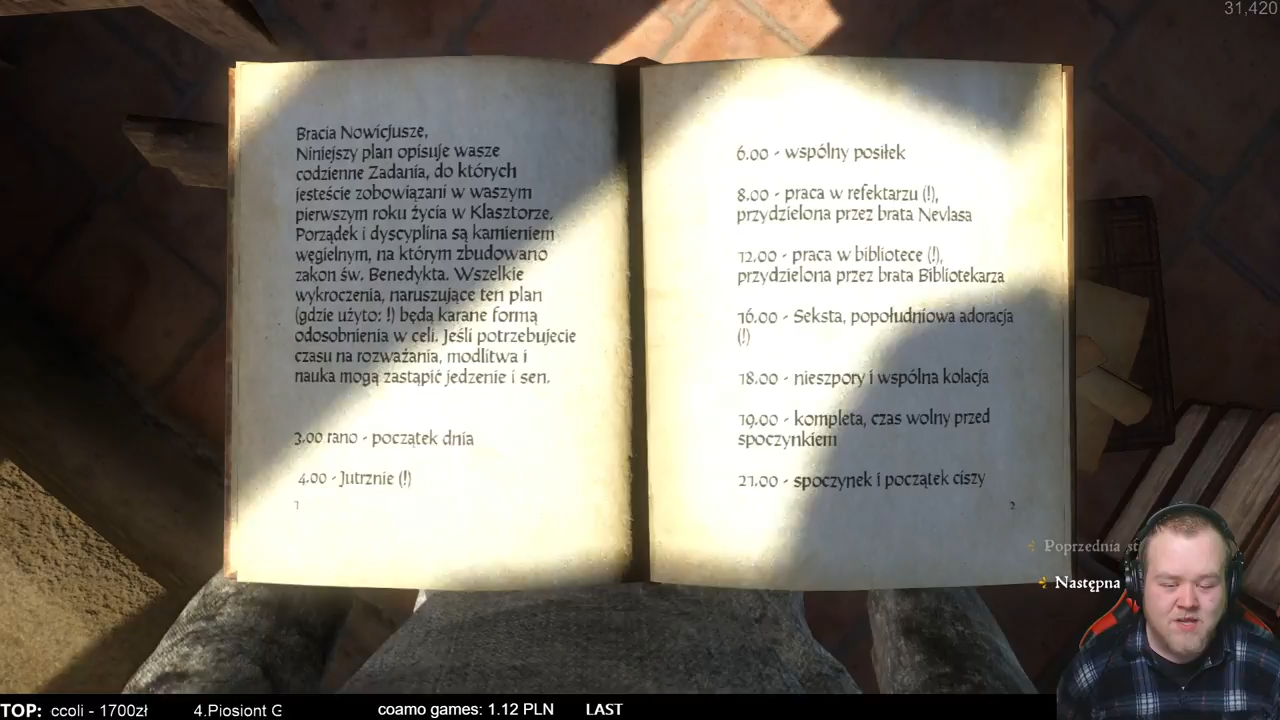 31,420
Bracia Nowicjusze,
Niniejszy plan opisuje wasze
codzienne Zadania, do których
jesteście zobowiązani w waszym
pierwszym roku życia w Klasztorze.
Porządek i dyscyplina są kamieniem
węgielnym, na którym zbudowano
zakon św. Benedykta. Wszelkie
wykroczenia, naruszające ten plan
(gdzie użyto: !) będą karane formą
odosobnienia w celi. Jeśli potrzebujecie
czasu na rozważania, modlitwa i
nauka mogą zastąpić jedzenie i sen.
3.00 rano - początek dnia
4.00 - Jutrznie (!)
1
6.00 - wspólny posiłek
8.00 - praca w refektarzu (!),
przydzielona przez brata Nevlasa
12.00 - praca w bibliotece (!),
przydzielona przez brata Bibliotekarza
16.00 - Seksta, popołudniowa adoracja
(!)
18.00 - nieszpory i wspólna kolacja
19.00 - kompleta, czas wolny przed
spoczynkiem
21.00 - spoczynek i początek ciszy
2
Poprzednia st
Następna
TOP: ccoli - 1700zł 4.Piosiont G coamo games: 1.12 PLN LAST